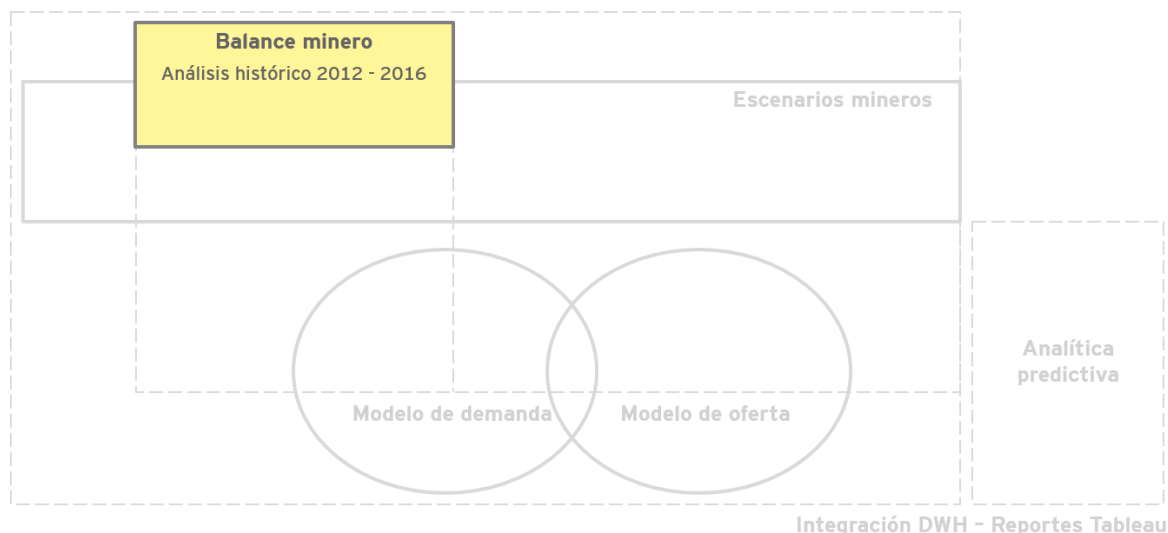 Balance minero
Análisis histórico 2012 - 2016
Escenarios mineros
Analítica
predictiva
Modelo de demanda
Modelo de oferta
Integración DWH – Reportes Tableau